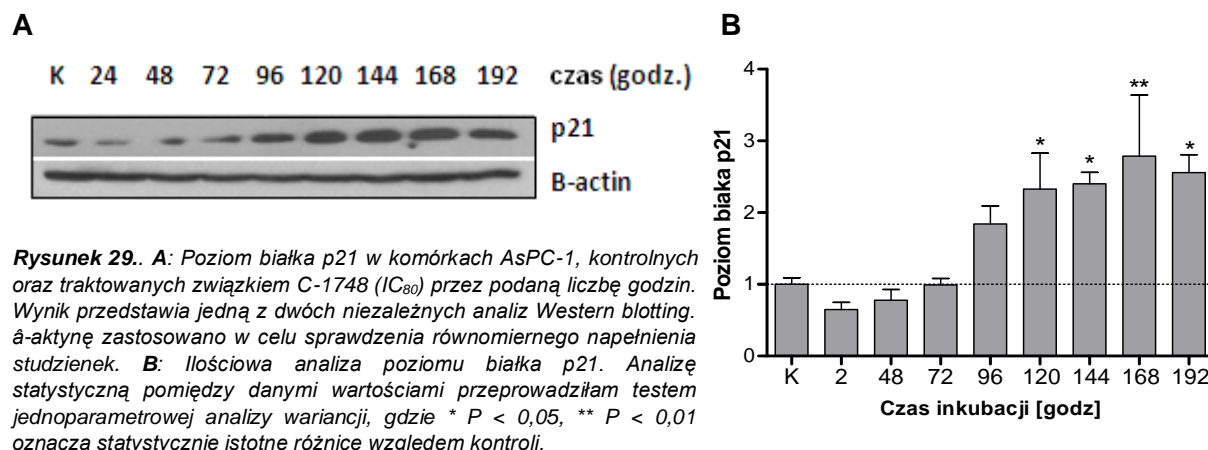 A
K 24 48 72 96 120 144 168 192 czas (godz.)
p21
B-actin
Rysunek 29.. A: Poziom białka p21 w komórkach AsPC-1, kontrolnych
oraz traktowanych związkiem C-1748 (IC80) przez podaną liczbę godzin.
Wynik przedstawia jedną z dwóch niezależnych analiz Western blotting.
â-aktynę zastosowano w celu sprawdzenia równomiernego napełnienia
studzienek. B: Ilościowa analiza poziomu białka p21. Analizę
statystyczną pomiędzy danymi wartościami przeprowadziłam testem
jednoparametrowej analizy wariancji, gdzie * P < 0,05, ** P < 0,01
oznacza statystycznie istotne różnice względem kontroli.
B
Poziom biaka p21
4
3
2
1
0
* * ** *
K 2 48 72 96 120 144 168 192
Czas inkubacji [godz]